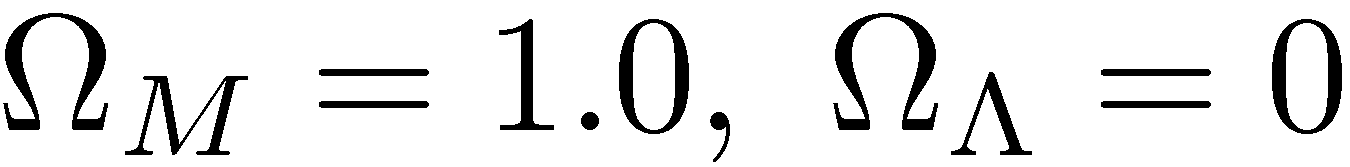 Ω_M = 1.0, Ω_Λ = 0